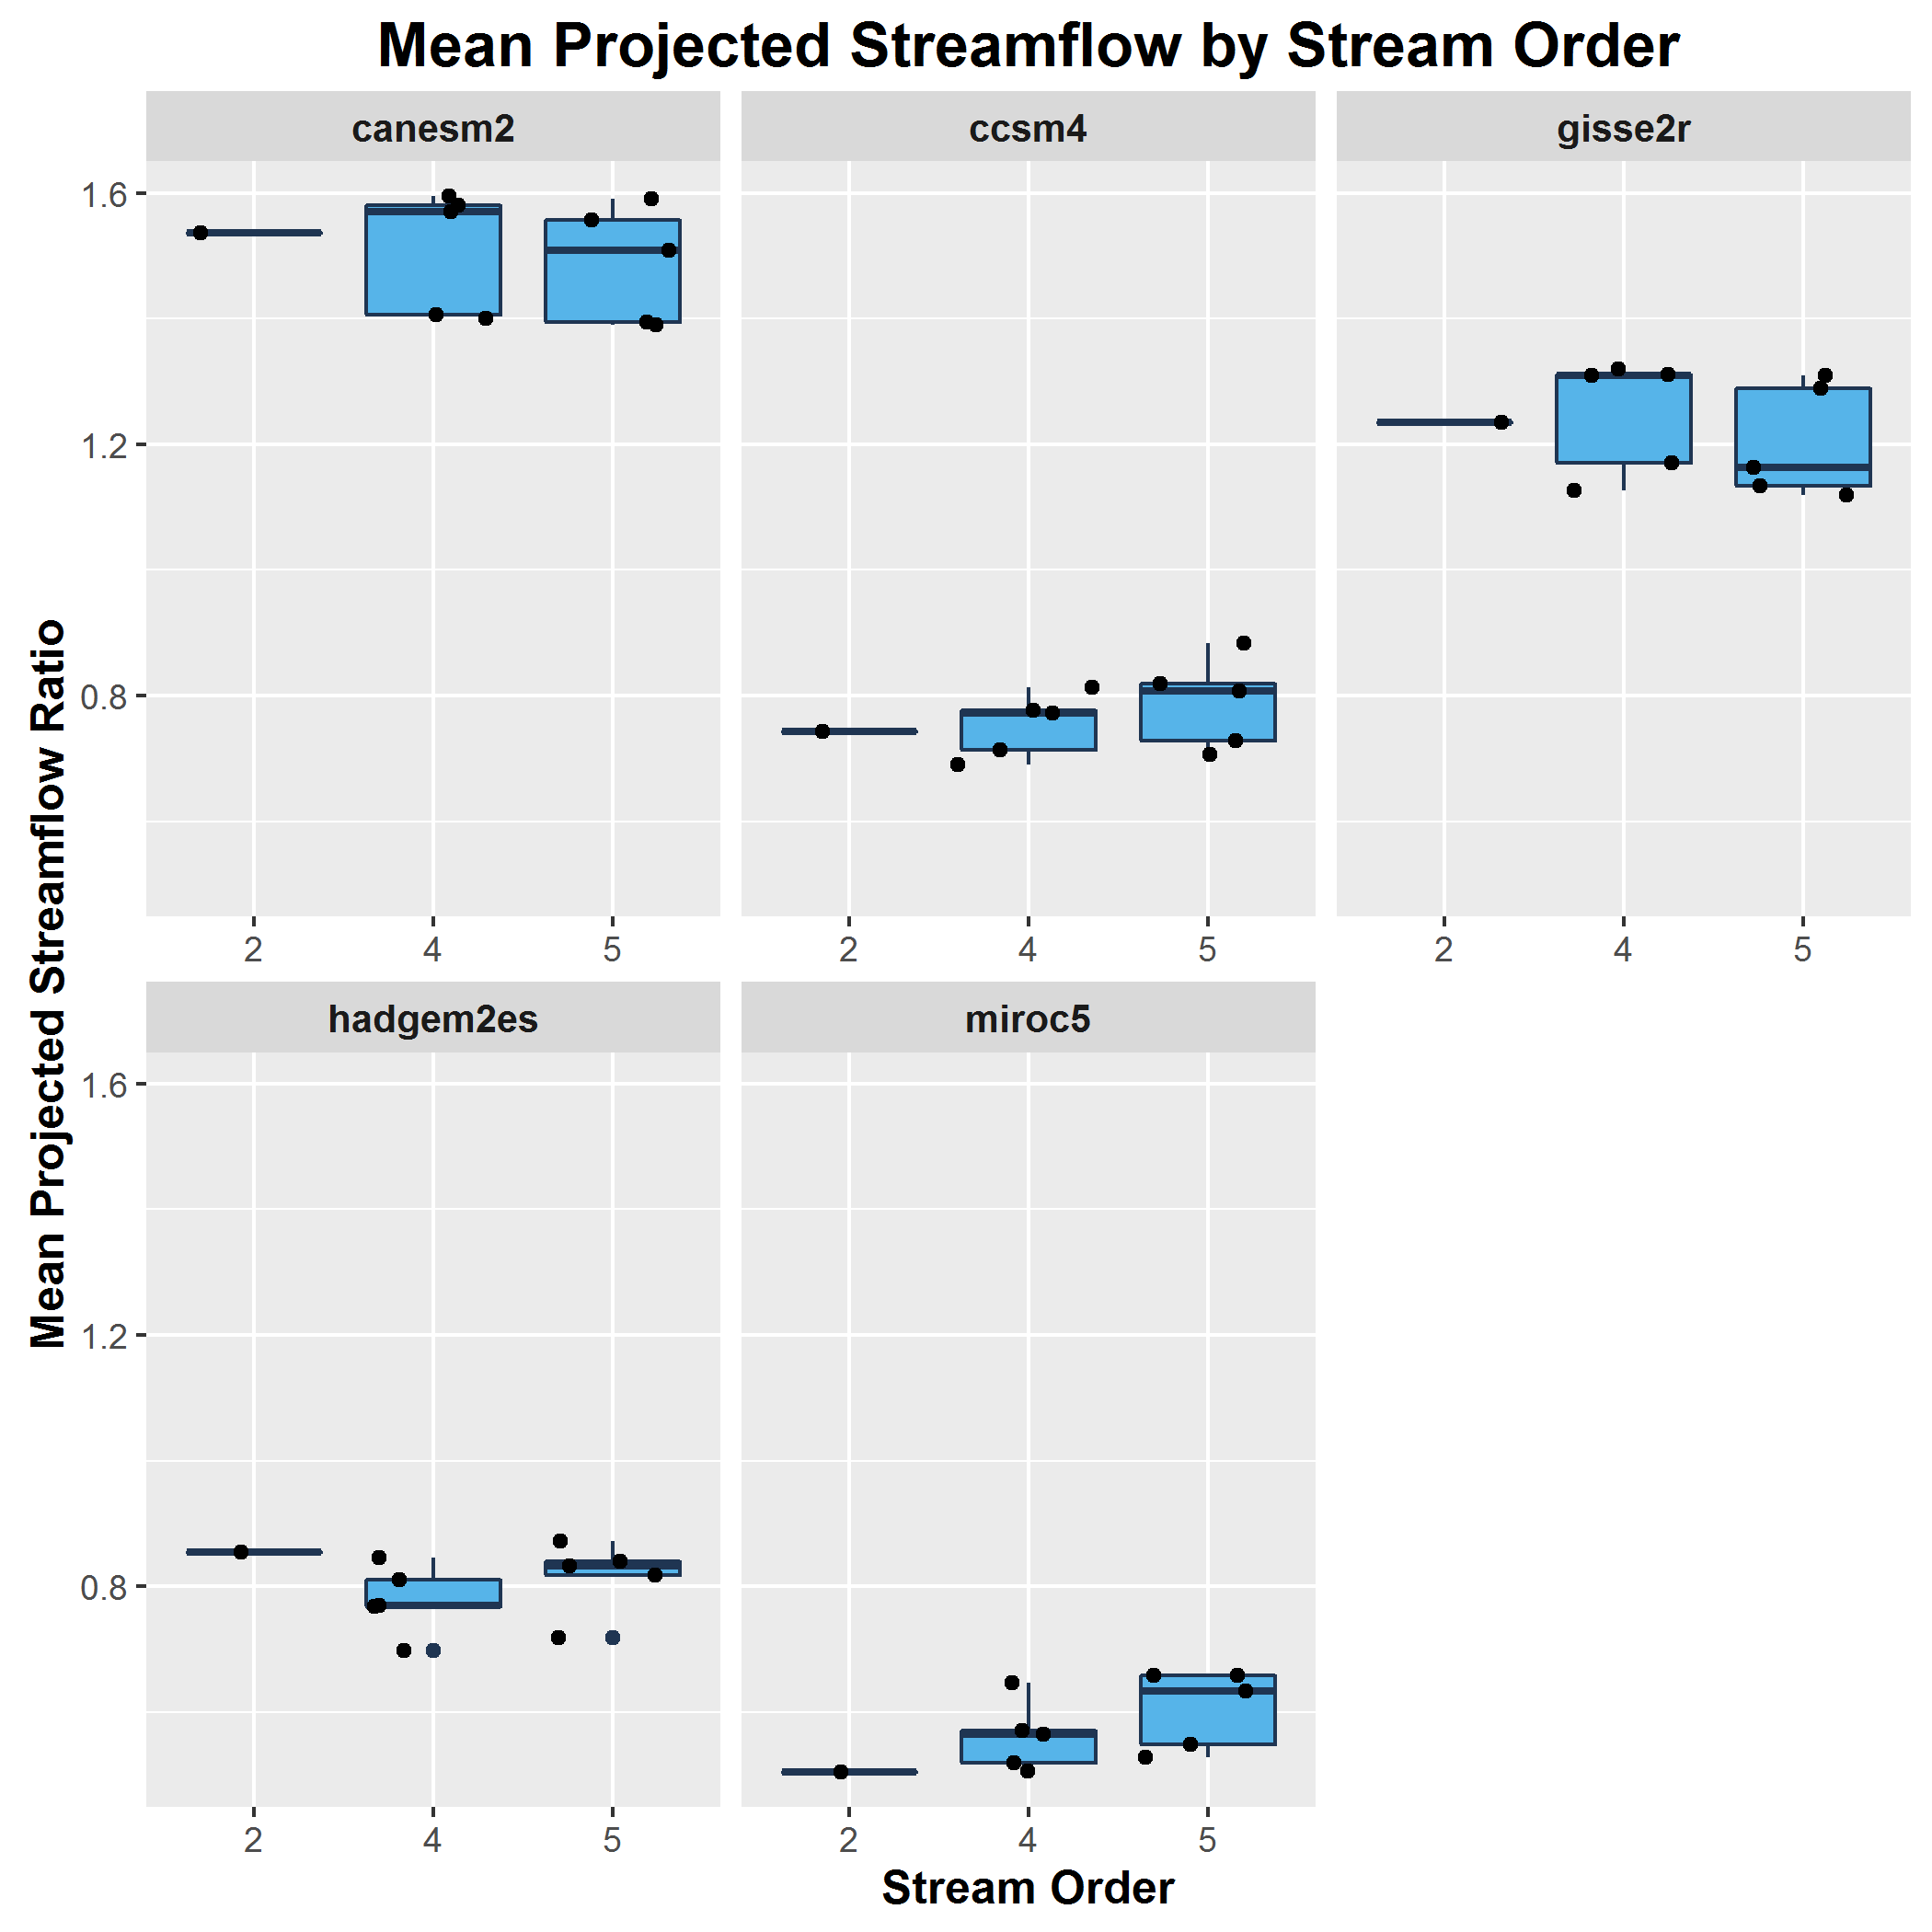 Mean Projected Streamflow by Stream Order
canesm2
ccsm4
gisse2r
1.6
1.2
0.8
2 4 5
2 4 5
2 4 5
Mean Projected Streamflow Ratio
hadgem2es
miroc5
1.6
1.2
0.8
2 4 5
2 4 5
Stream Order